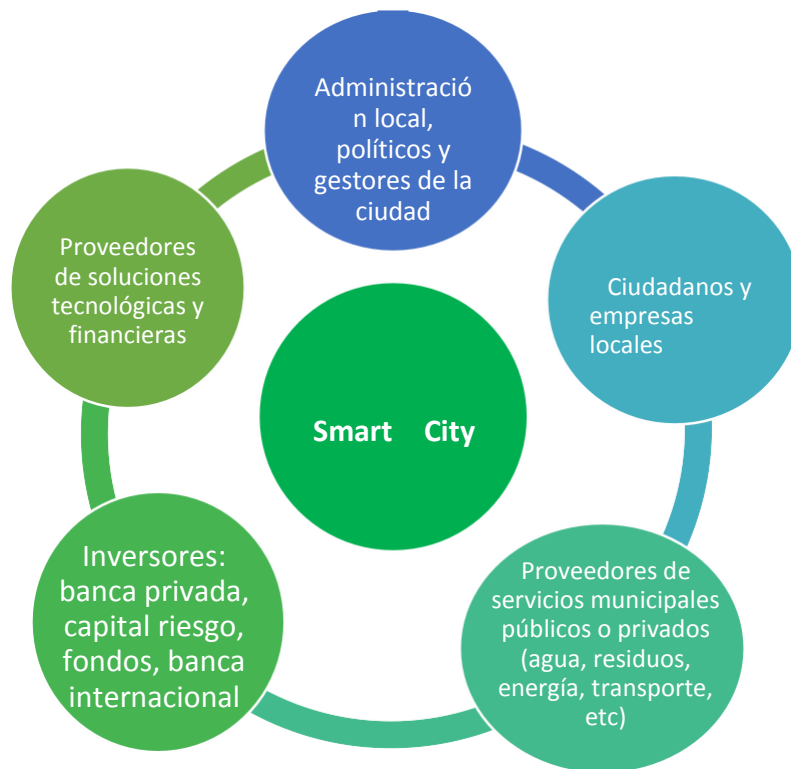 Administració
n local,
políticos y
gestores de la
ciudad
Ciudadanos y
empresas
locales
Proveedores de
servicios municipales
públicos o privados
(agua, residuos,
energía, transporte,
etc)
Inversores:
banca privada,
capital riesgo,
fondos, banca
internacional
Proveedores
de soluciones
tecnológicas y
financieras
Smart City